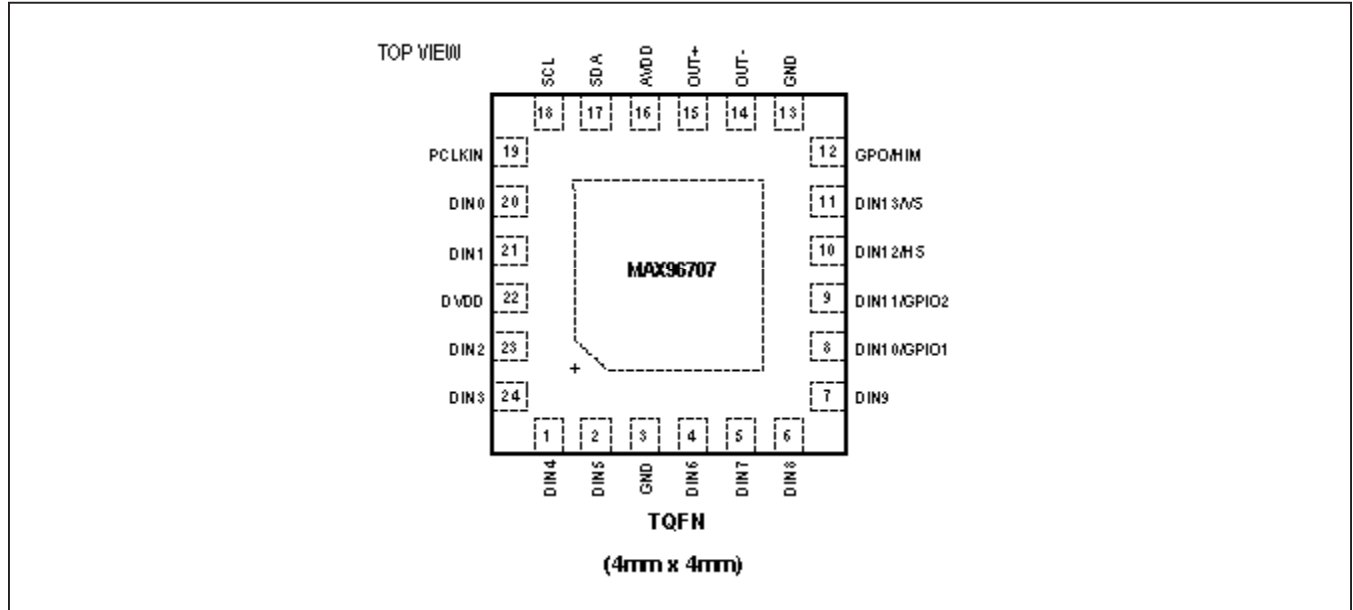 TOP VIEW
SCL SDA AVDD OUT+ OUT- GND
18 17 16 15 14 13
PCLKIN 19 12 GPO/HIM
DIN0 20 11 DIN13/VS
DIN1 21 10 DIN12/HS
MAX96707
DVDD 22 9 DIN11/GPIO2
DIN2 23 8 DIN10/GPIO1
+
DIN3 24 7 DIN9
1 2 3 4 5 6
DIN4 DIN5 GND DIN6 DIN7 DIN8
TQFN
(4mm x 4mm)